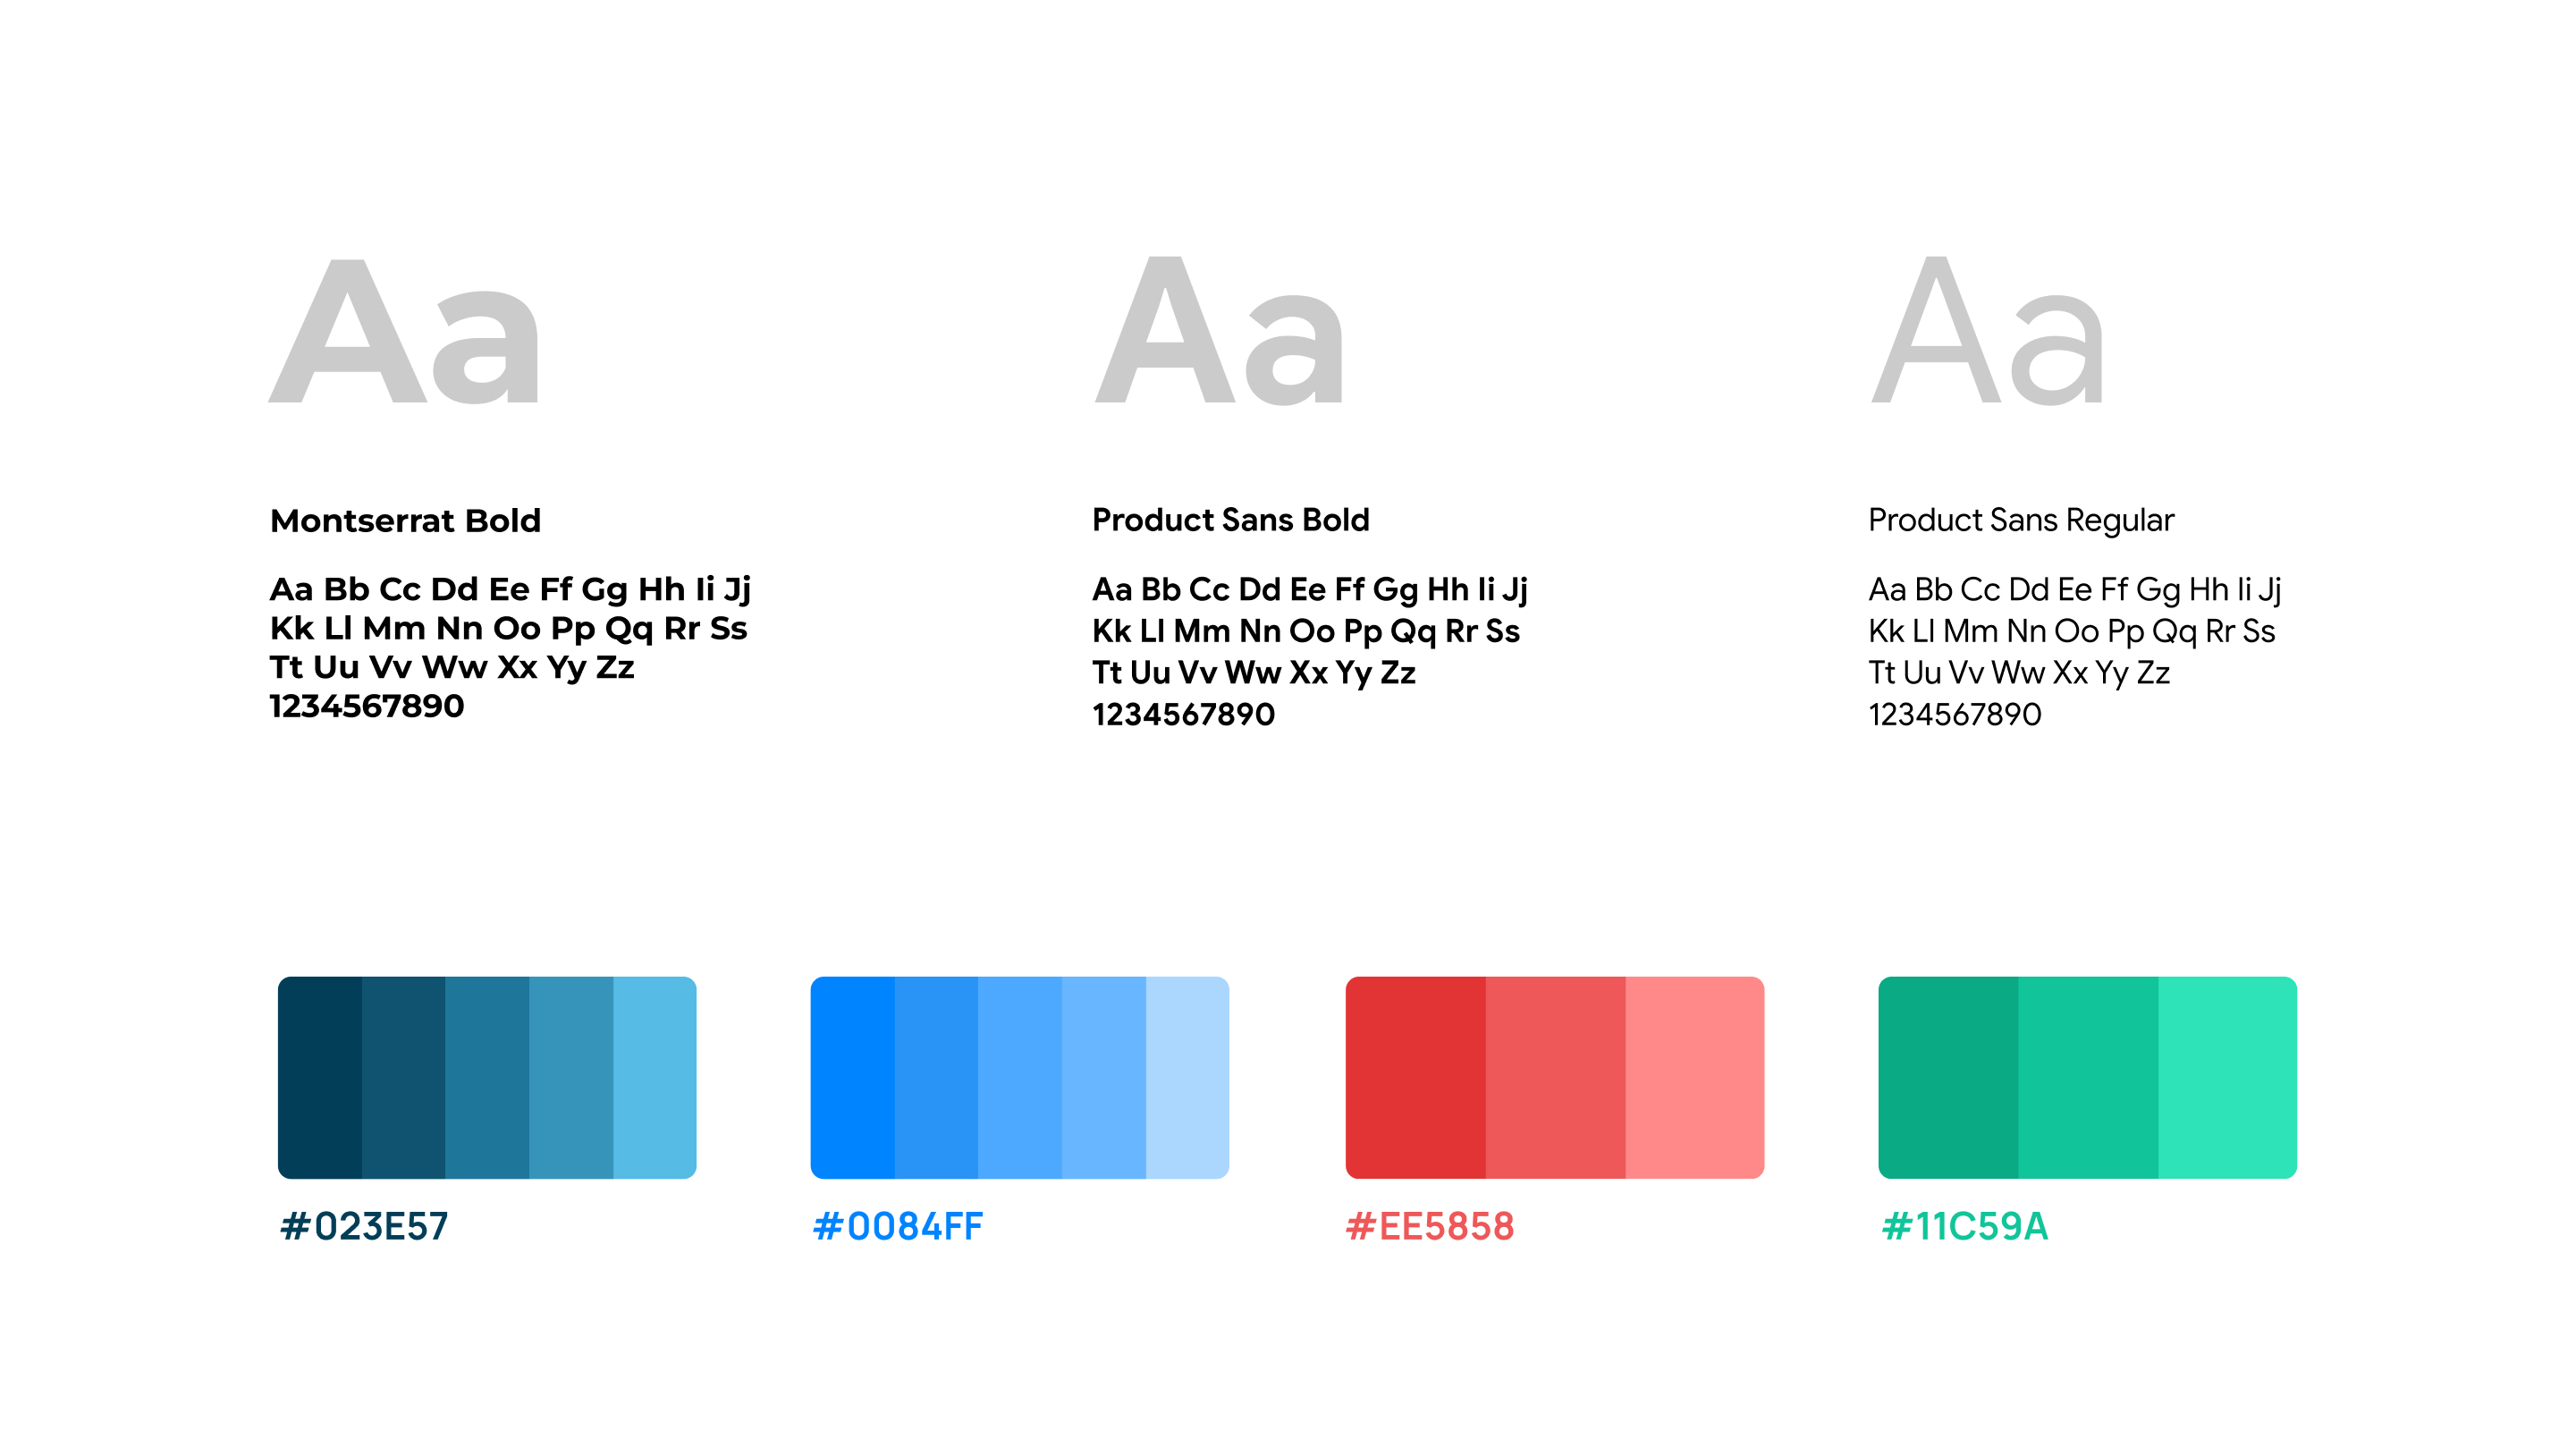 Aa
Montserrat Bold
Aa Bb Cc Dd Ee Ff Gg Hh Ii Jj
Kk Ll Mm Nn Oo Pp Qq Rr Ss
Tt Uu Vv Ww Xx Yy Zz
1234567890
Aa
Product Sans Bold
Aa Bb Cc Dd Ee Ff Gg Hh Ii Jj
Kk Ll Mm Nn Oo Pp Qq Rr Ss
Tt Uu Vv Ww Xx Yy Zz
1234567890
Aa
Product Sans Regular
Aa Bb Cc Dd Ee Ff Gg Hh Ii Jj
Kk Ll Mm Nn Oo Pp Qq Rr Ss
Tt Uu Vv Ww Xx Yy Zz
1234567890
#023E57
#0084FF
#EE5858
#11C59A